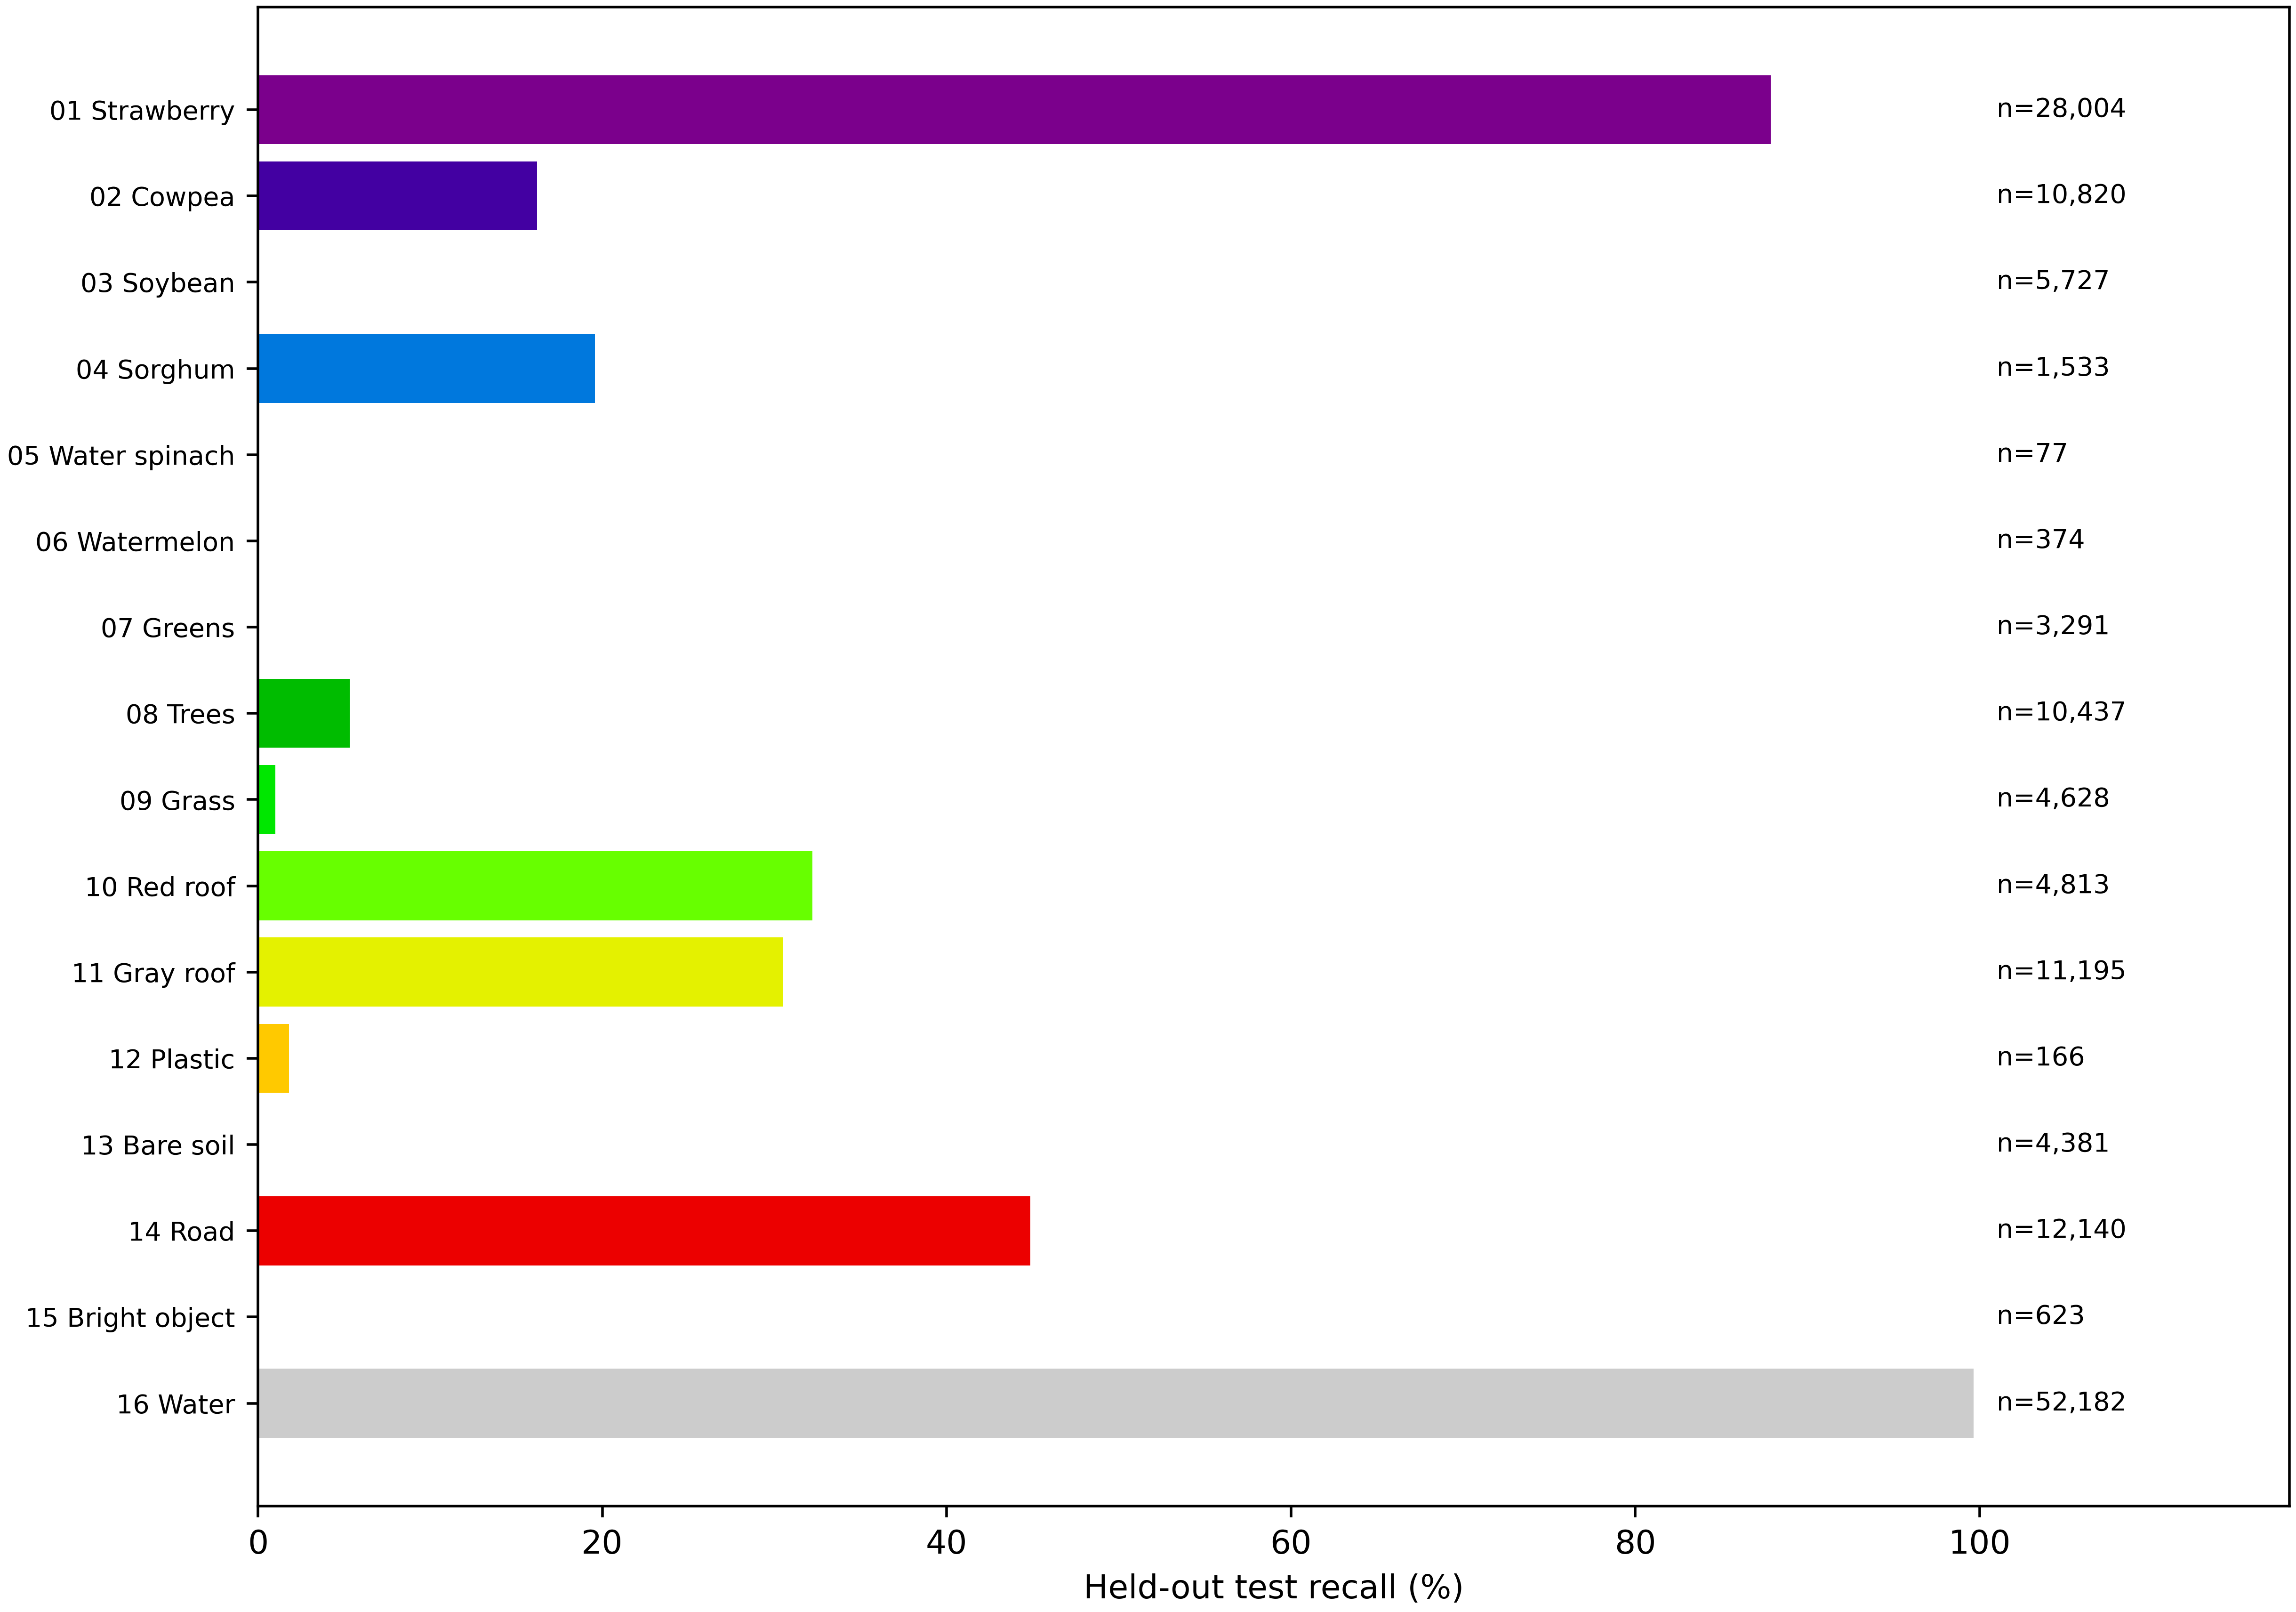 01 Strawberry n=28,004
02 Cowpea n=10,820
03 Soybean n=5,727
04 Sorghum n=1,533
05 Water spinach n=77
06 Watermelon n=374
07 Greens n=3,291
08 Trees n=10,437
09 Grass n=4,628
10 Red roof n=4,813
11 Gray roof n=11,195
12 Plastic n=166
13 Bare soil n=4,381
14 Road n=12,140
15 Bright object n=623
16 Water n=52,182
0 20 40 60 80 100
Held-out test recall (%)